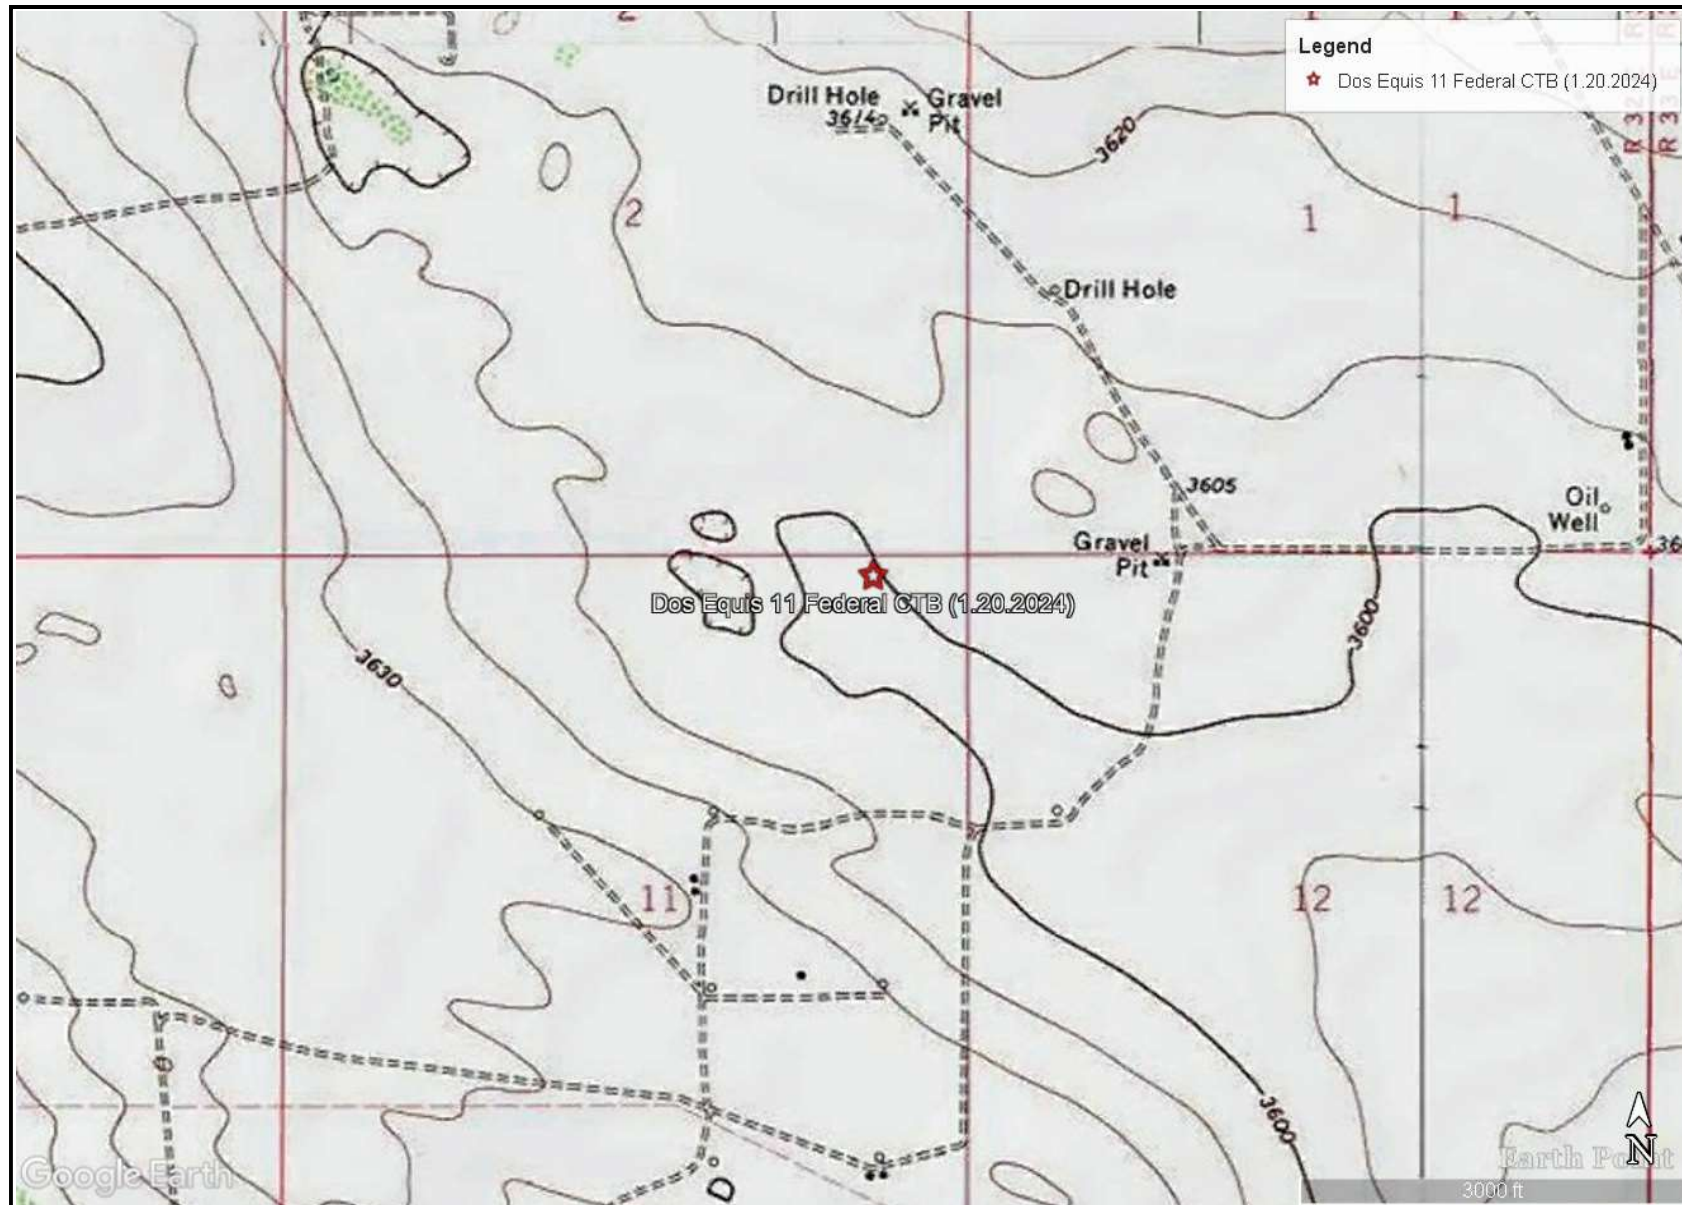 Legend
Dos Equis 11 Federal CTB (1.20.2024)
Drill Hole
3614
Gravel
Pit
3620
R 32 E
R 33 E
2
1
1
Drill Hole
3605
Oil
Well
Gravel
Pit
Dos Equis 11 Federal CTB (1.20.2024)
3600
3630
11
12
12
3600
D
N
Google Earth
Earth Point
3000 ft